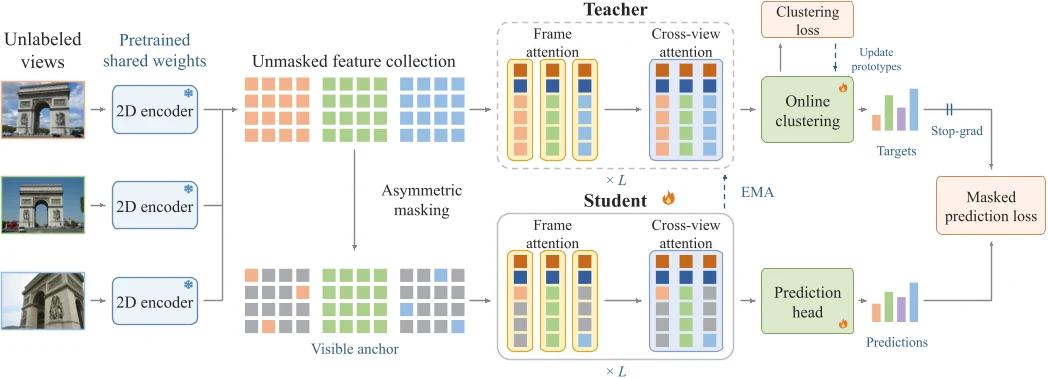 Unlabeled
views
Pretrained
shared weights
2D encoder
2D encoder
2D encoder
Unmasked feature collection
Asymmetric
masking
Visible anchor
Teacher
Frame
attention
Cross-view
attention
× L
Student
EMA
Frame
attention
Cross-view
attention
× L
Clustering
loss
Update
prototypes
Online
clustering
Targets
Stop-grad
Masked
prediction loss
Prediction
head
Predictions